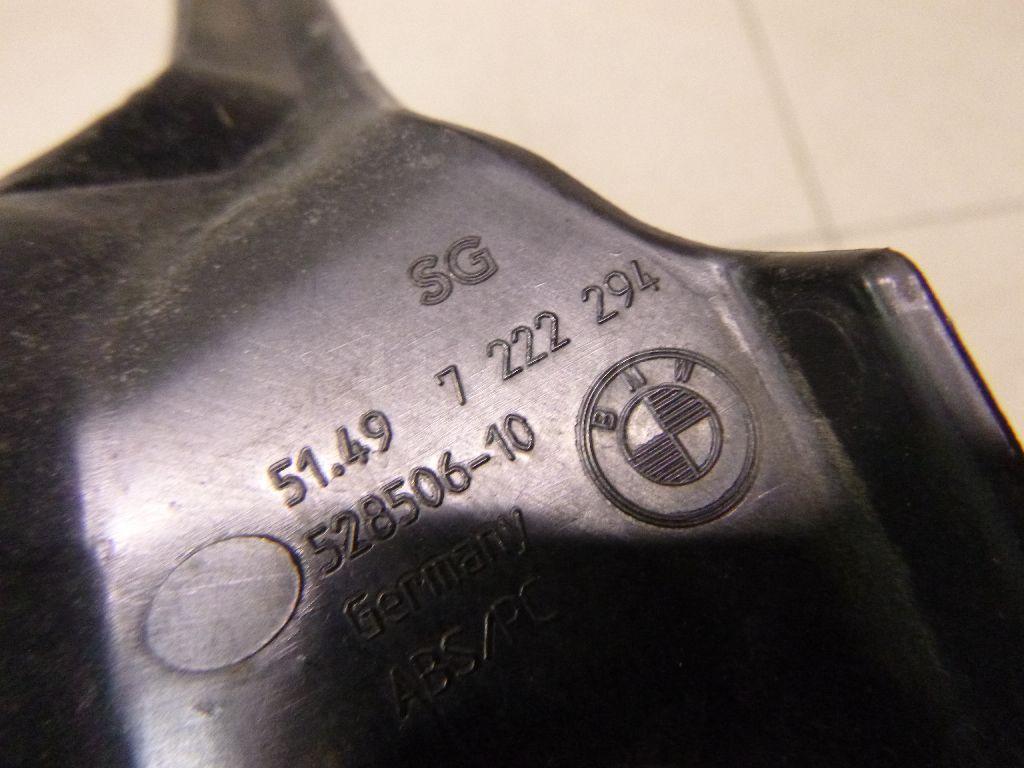 SG
51.49 7 222 294
528506-10
Germany
ABS/PC
BMW